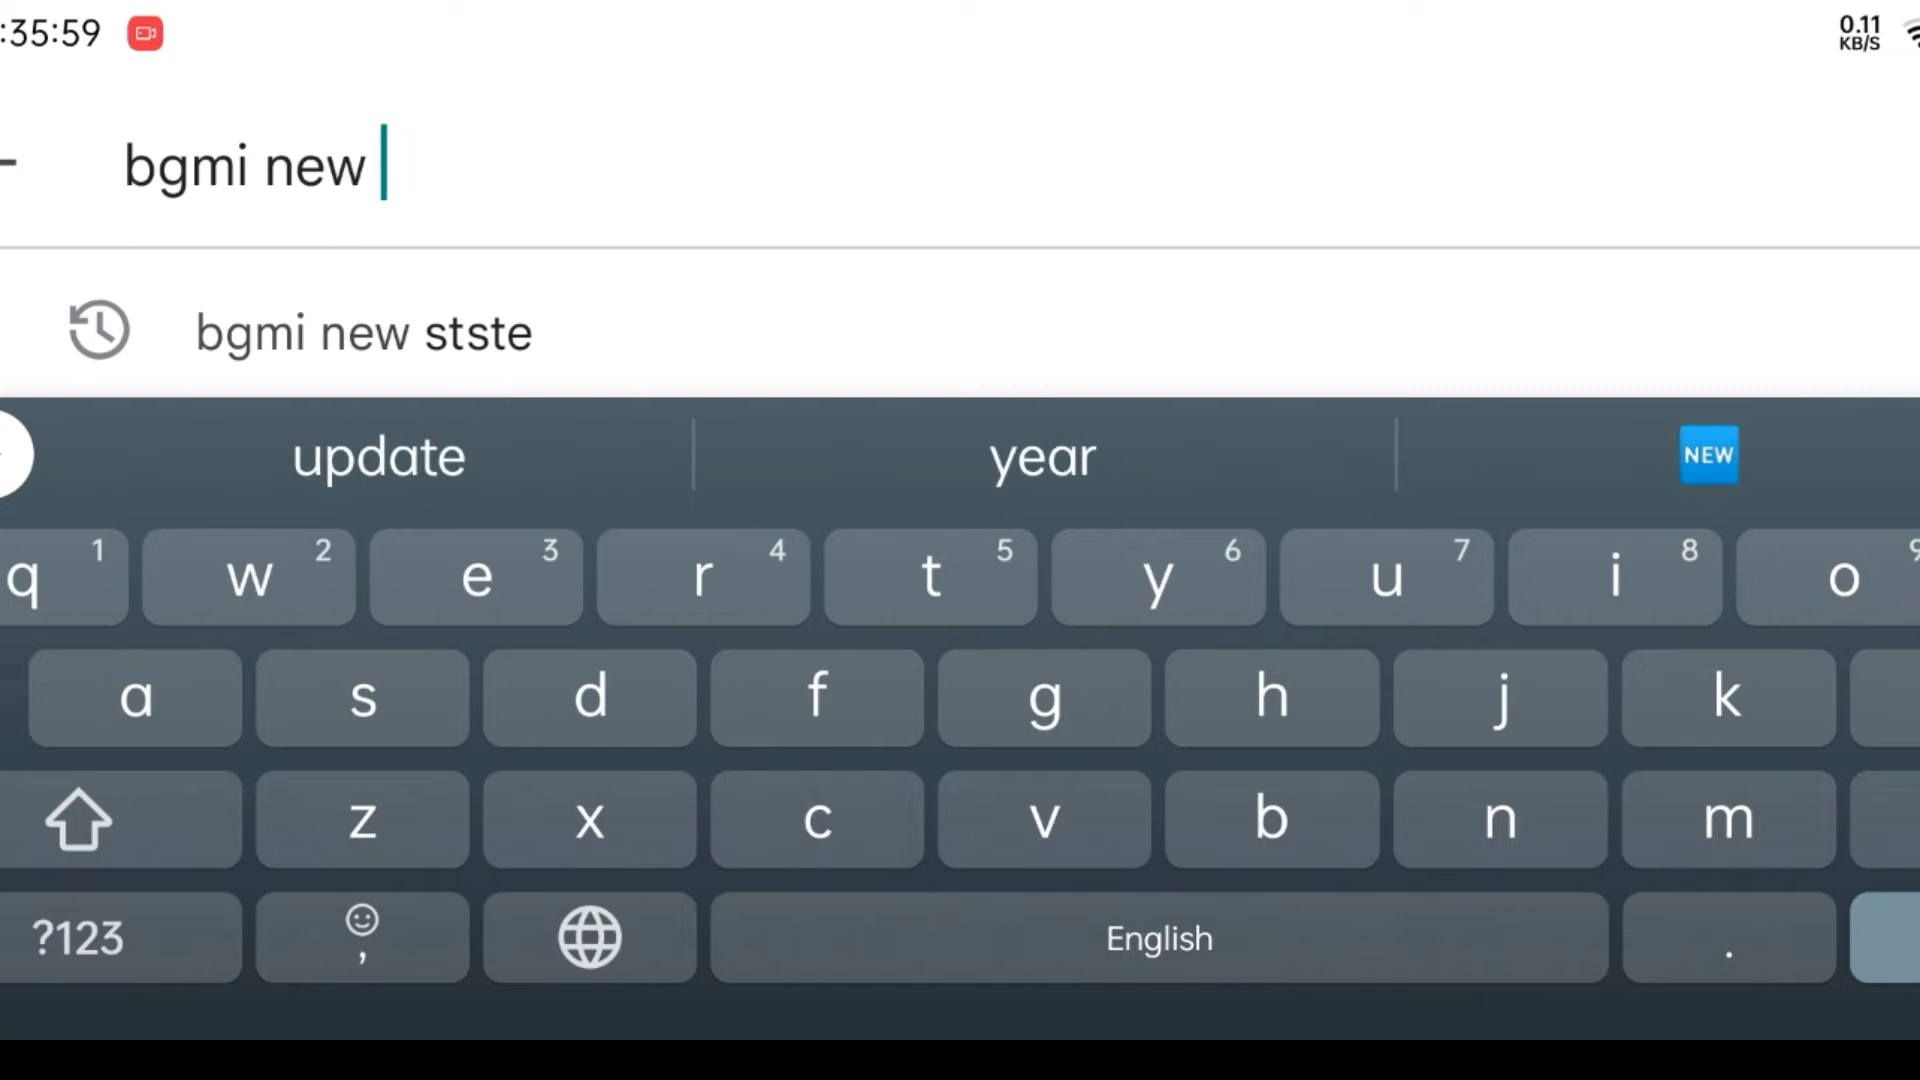 :35:59
0.11
KB/S
bgmi new
bgmi new stste
update
year
NEW
q 1 w 2 e 3 r 4 t 5 y 6 u 7 i 8 o 9
a s d f g h j k
z x c v b n m
?123 , English .